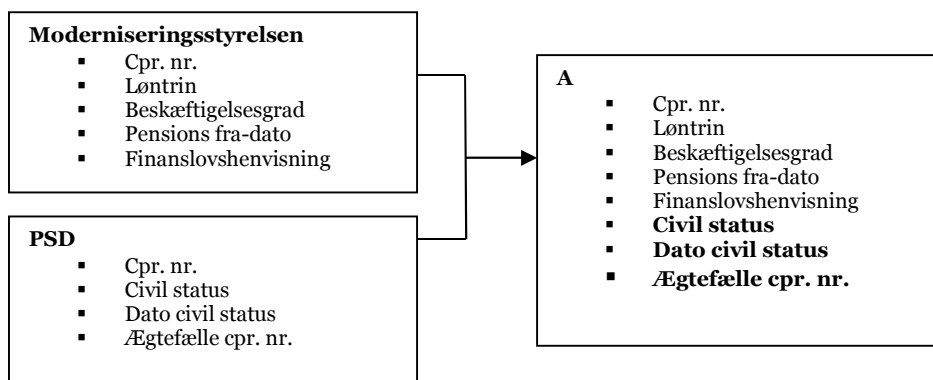 Moderniseringsstyrelsen
▪ Cpr. nr.
▪ Løntrin
▪ Beskæftigelsesgrad
▪ Pensions fra-dato
▪ Finanslovshenvisning
PSD
▪ Cpr. nr.
▪ Civil status
▪ Dato civil status
▪ Ægtefælle cpr. nr.
A
▪ Cpr. nr.
▪ Løntrin
▪ Beskæftigelsesgrad
▪ Pensions fra-dato
▪ Finanslovshenvisning
▪ Civil status
▪ Dato civil status
▪ Ægtefælle cpr. nr.